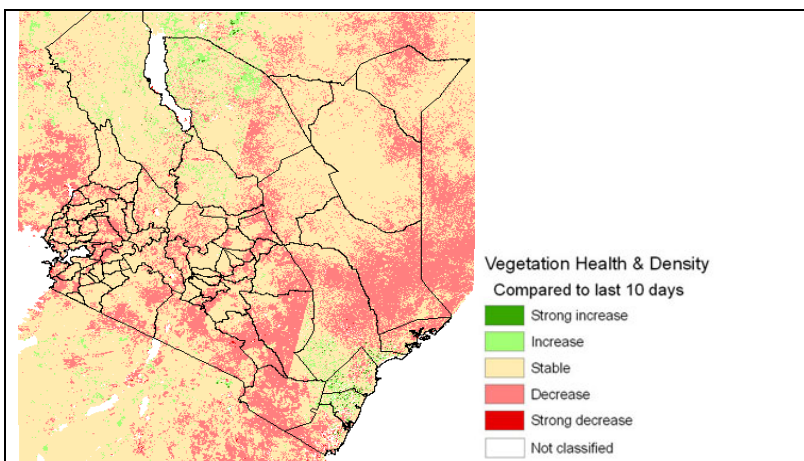 Vegetation Health & Density
Compared to last 10 days
Strong increase
Increase
Stable
Decrease
Strong decrease
Not classified